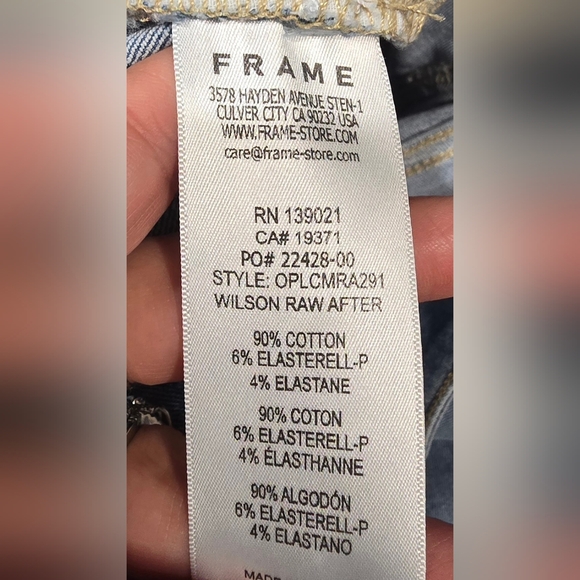 FRAME
3578 HAYDEN AVENUE STEN-1
CULVER CITY CA 90232 USA
WWW.FRAME-STORE.COM
care@frame-store.com
RN 139021
CA# 19371
PO# 22428-00
STYLE: OPLCMRA291
WILSON RAW AFTER
90% COTTON
6% ELASTERELL-P
4% ELASTANE
90% COTON
6% ELASTERELL-P
4% ÉLASTHANNE
90% ALGODÓN
6% ELASTERELL-P
4% ELASTANO
MADE